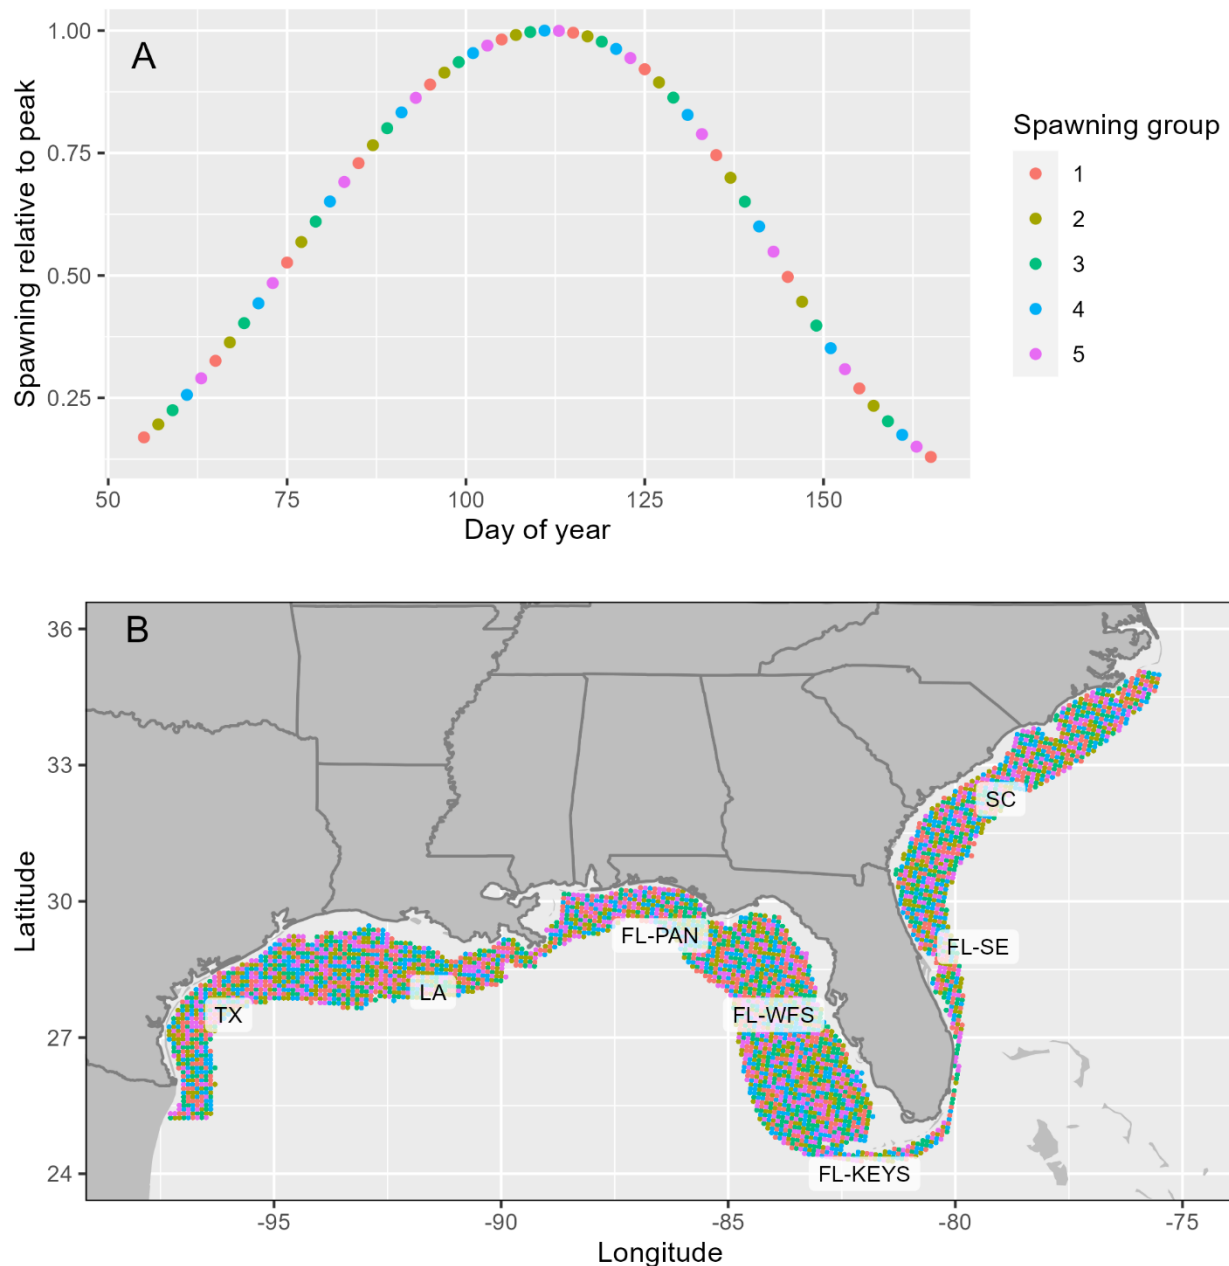 A
1.00
0.75
0.50
0.25
Spawning relative to peak
50 75 100 125 150
Day of year
Spawning group
1
2
3
4
5
B
36
33
30
27
24
Latitude
SC
FL-SE
FL-PAN
LA
TX
FL-WFS
FL-KEYS
-95 -90 -85 -80 -75
Longitude